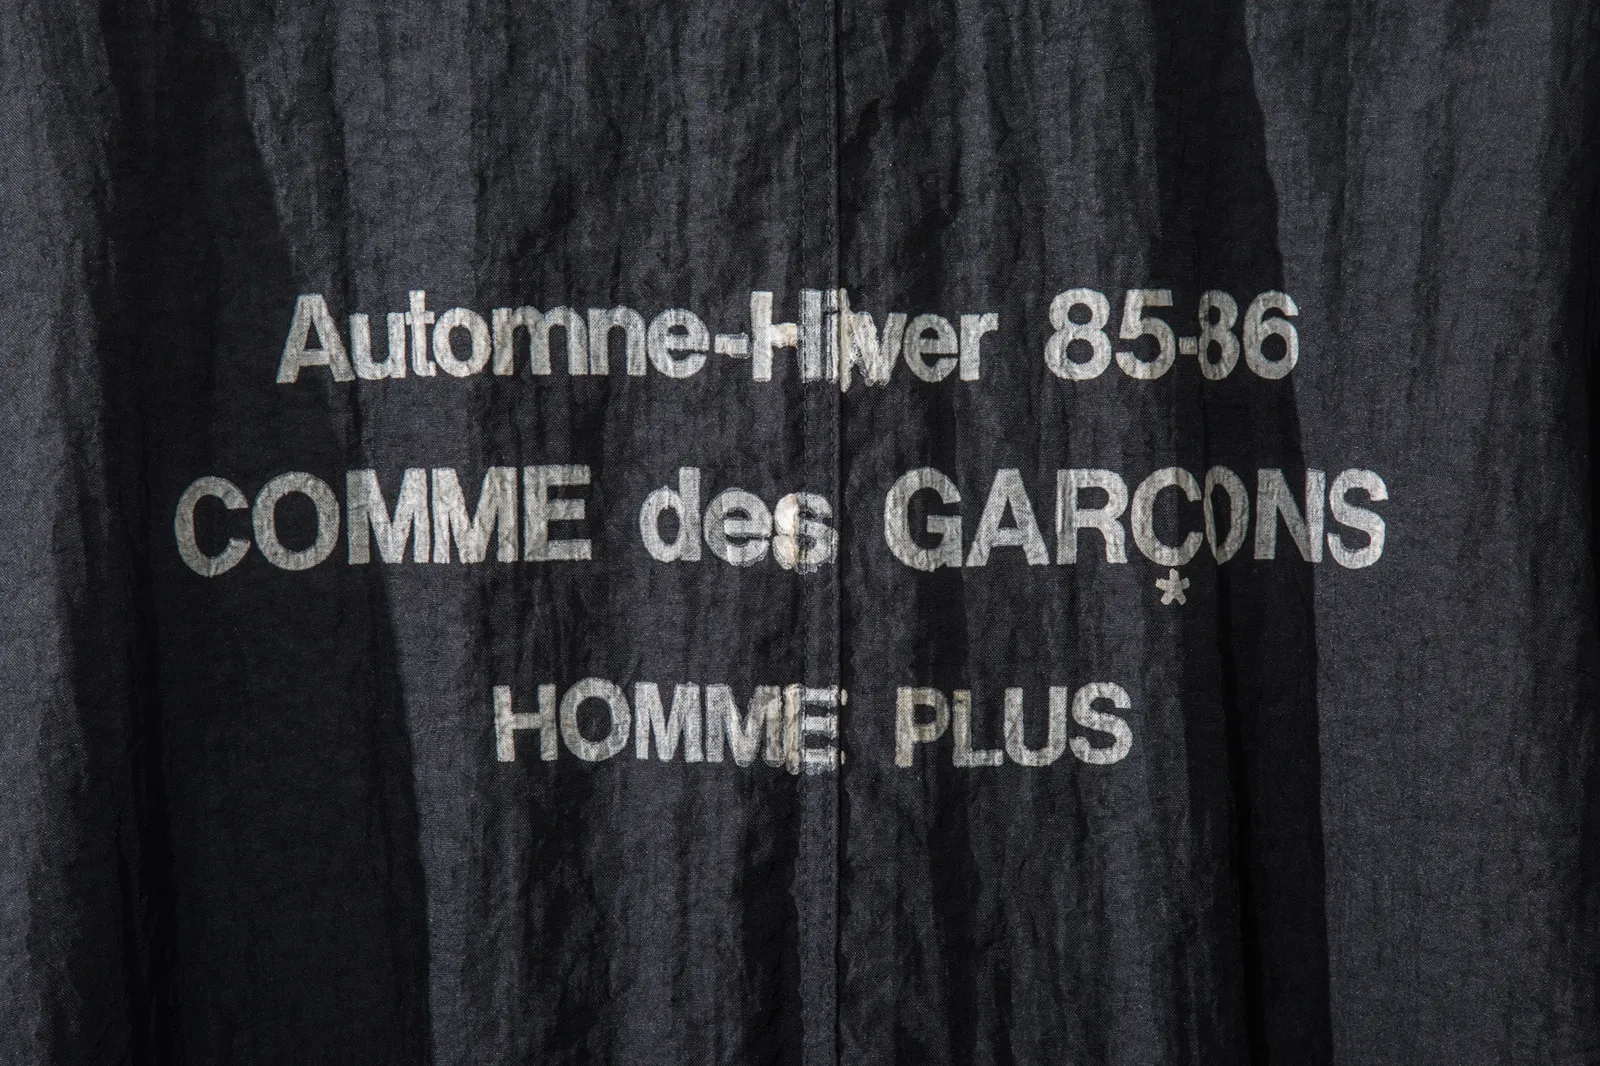 Automne-Hiver 85-86
COMME des GARÇONS
HOMME PLUS